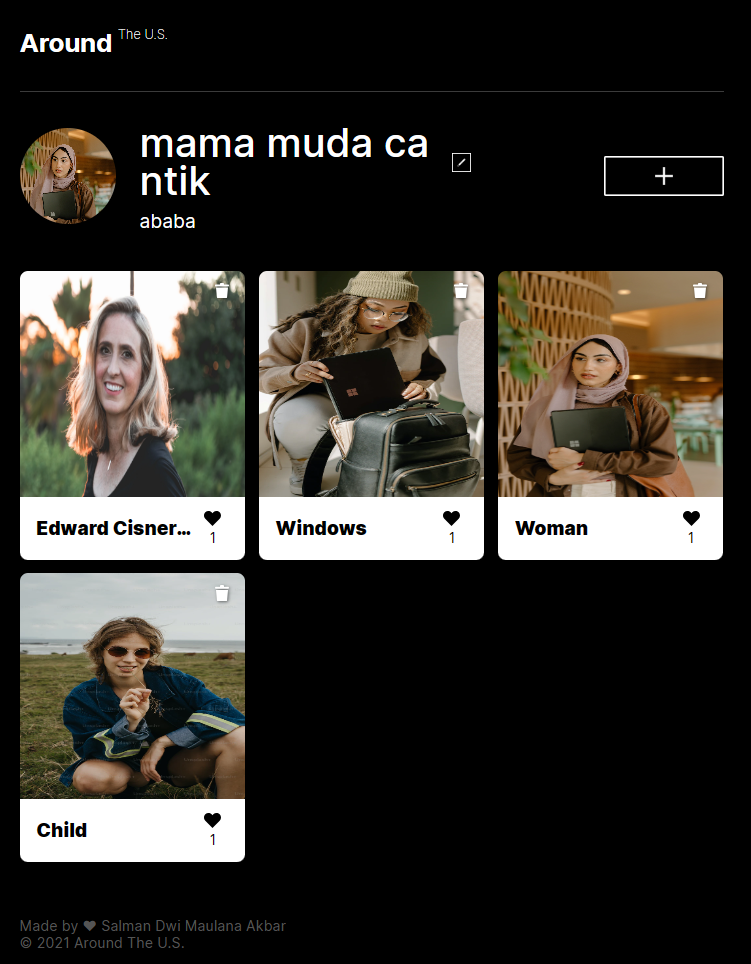 Around The U.S.
mama muda ca
ntik
ababa
Edward Cisner...
1
Windows
1
Woman
1
Child
1
Made by ♥ Salman Dwi Maulana Akbar
© 2021 Around The U.S.